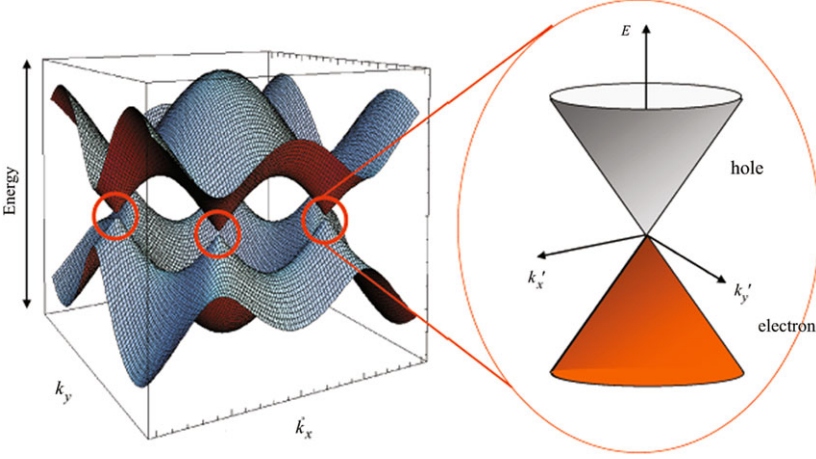 Energy
k_y
k_x
E
hole
k_x'
k_y'
electron